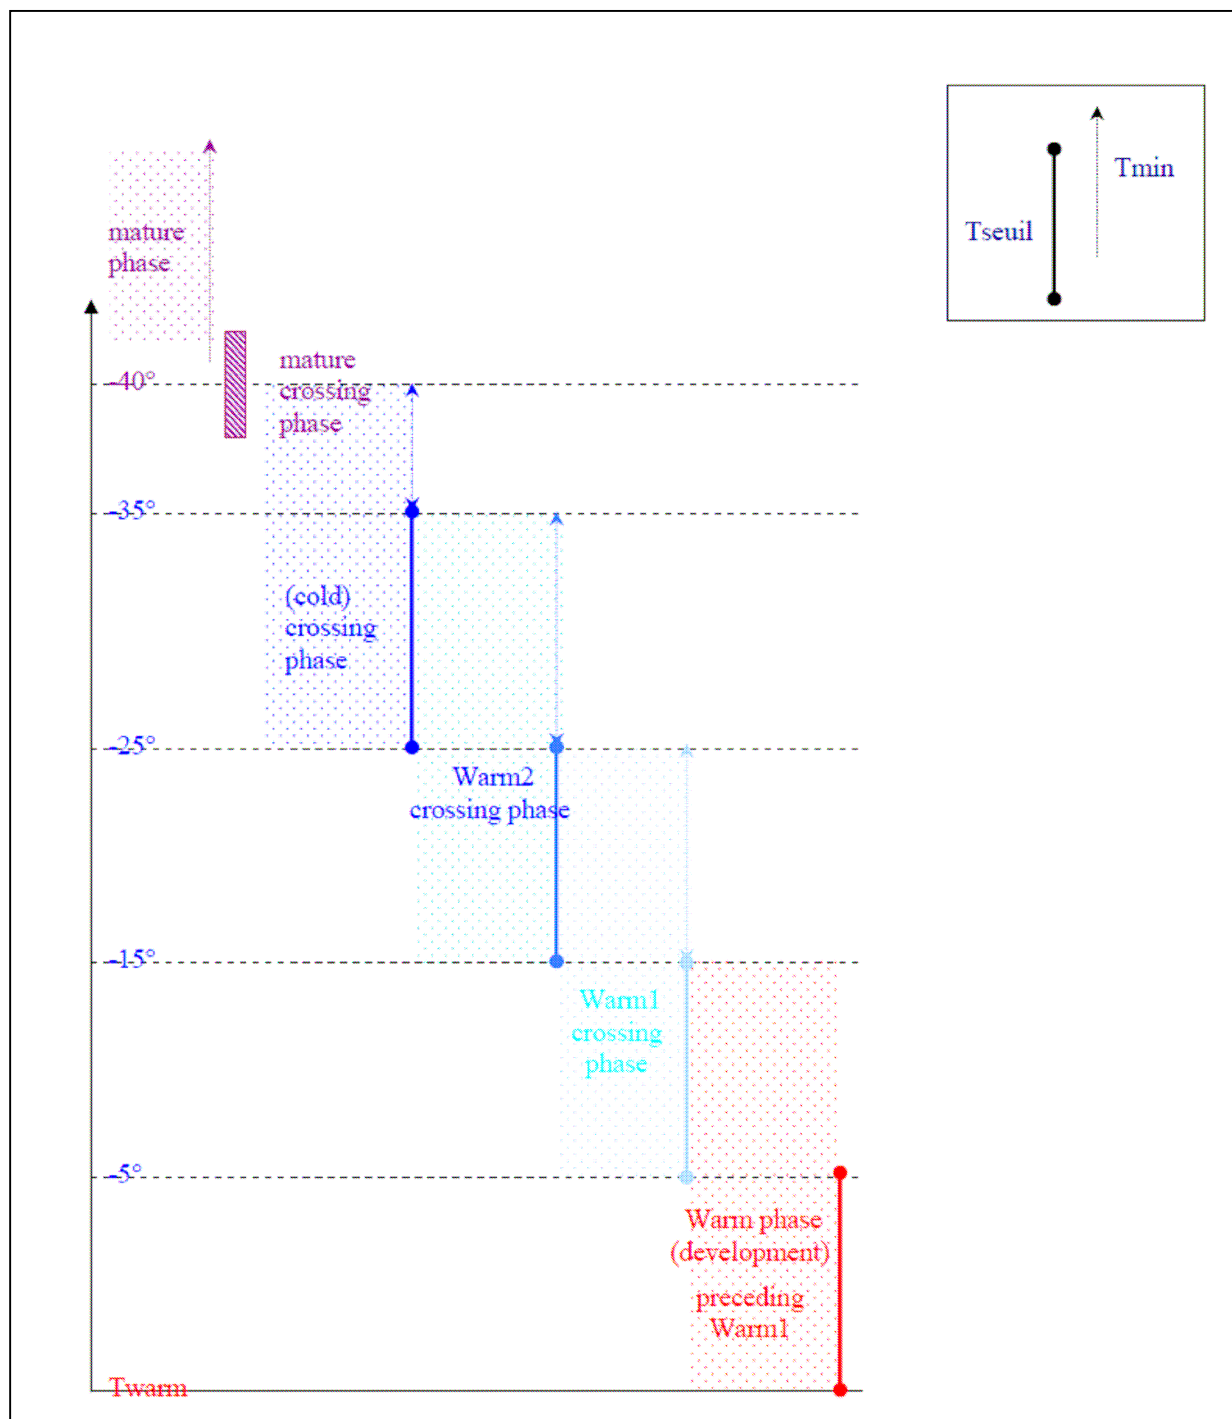 Tmin
Tseuil
mature
phase
mature
crossing
phase
-40°
-35°
(cold)
crossing
phase
-25°
Warm2
crossing phase
-15°
Warm1
crossing
phase
-5°
Warm phase
(development)
preceding
Warm1
Twarm